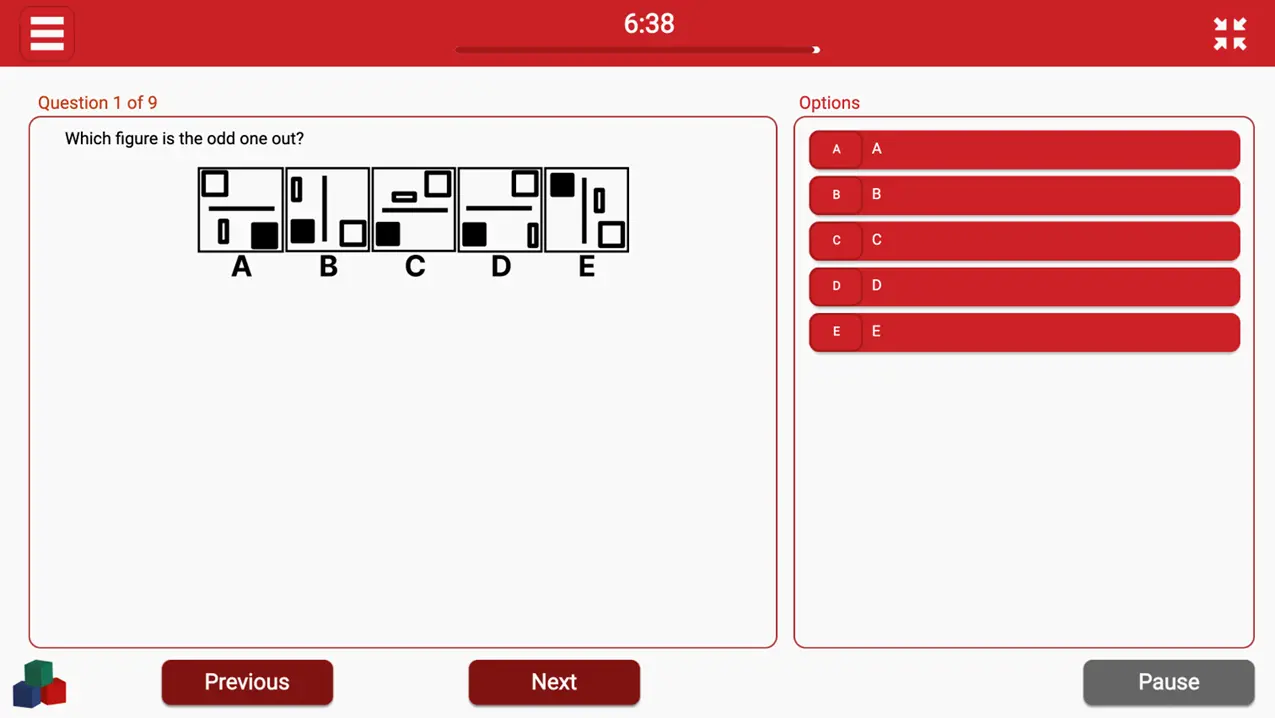 6:38
Question 1 of 9
Options
Which figure is the odd one out?
A B C D E
A A
B B
C C
D D
E E
Previous
Next
Pause